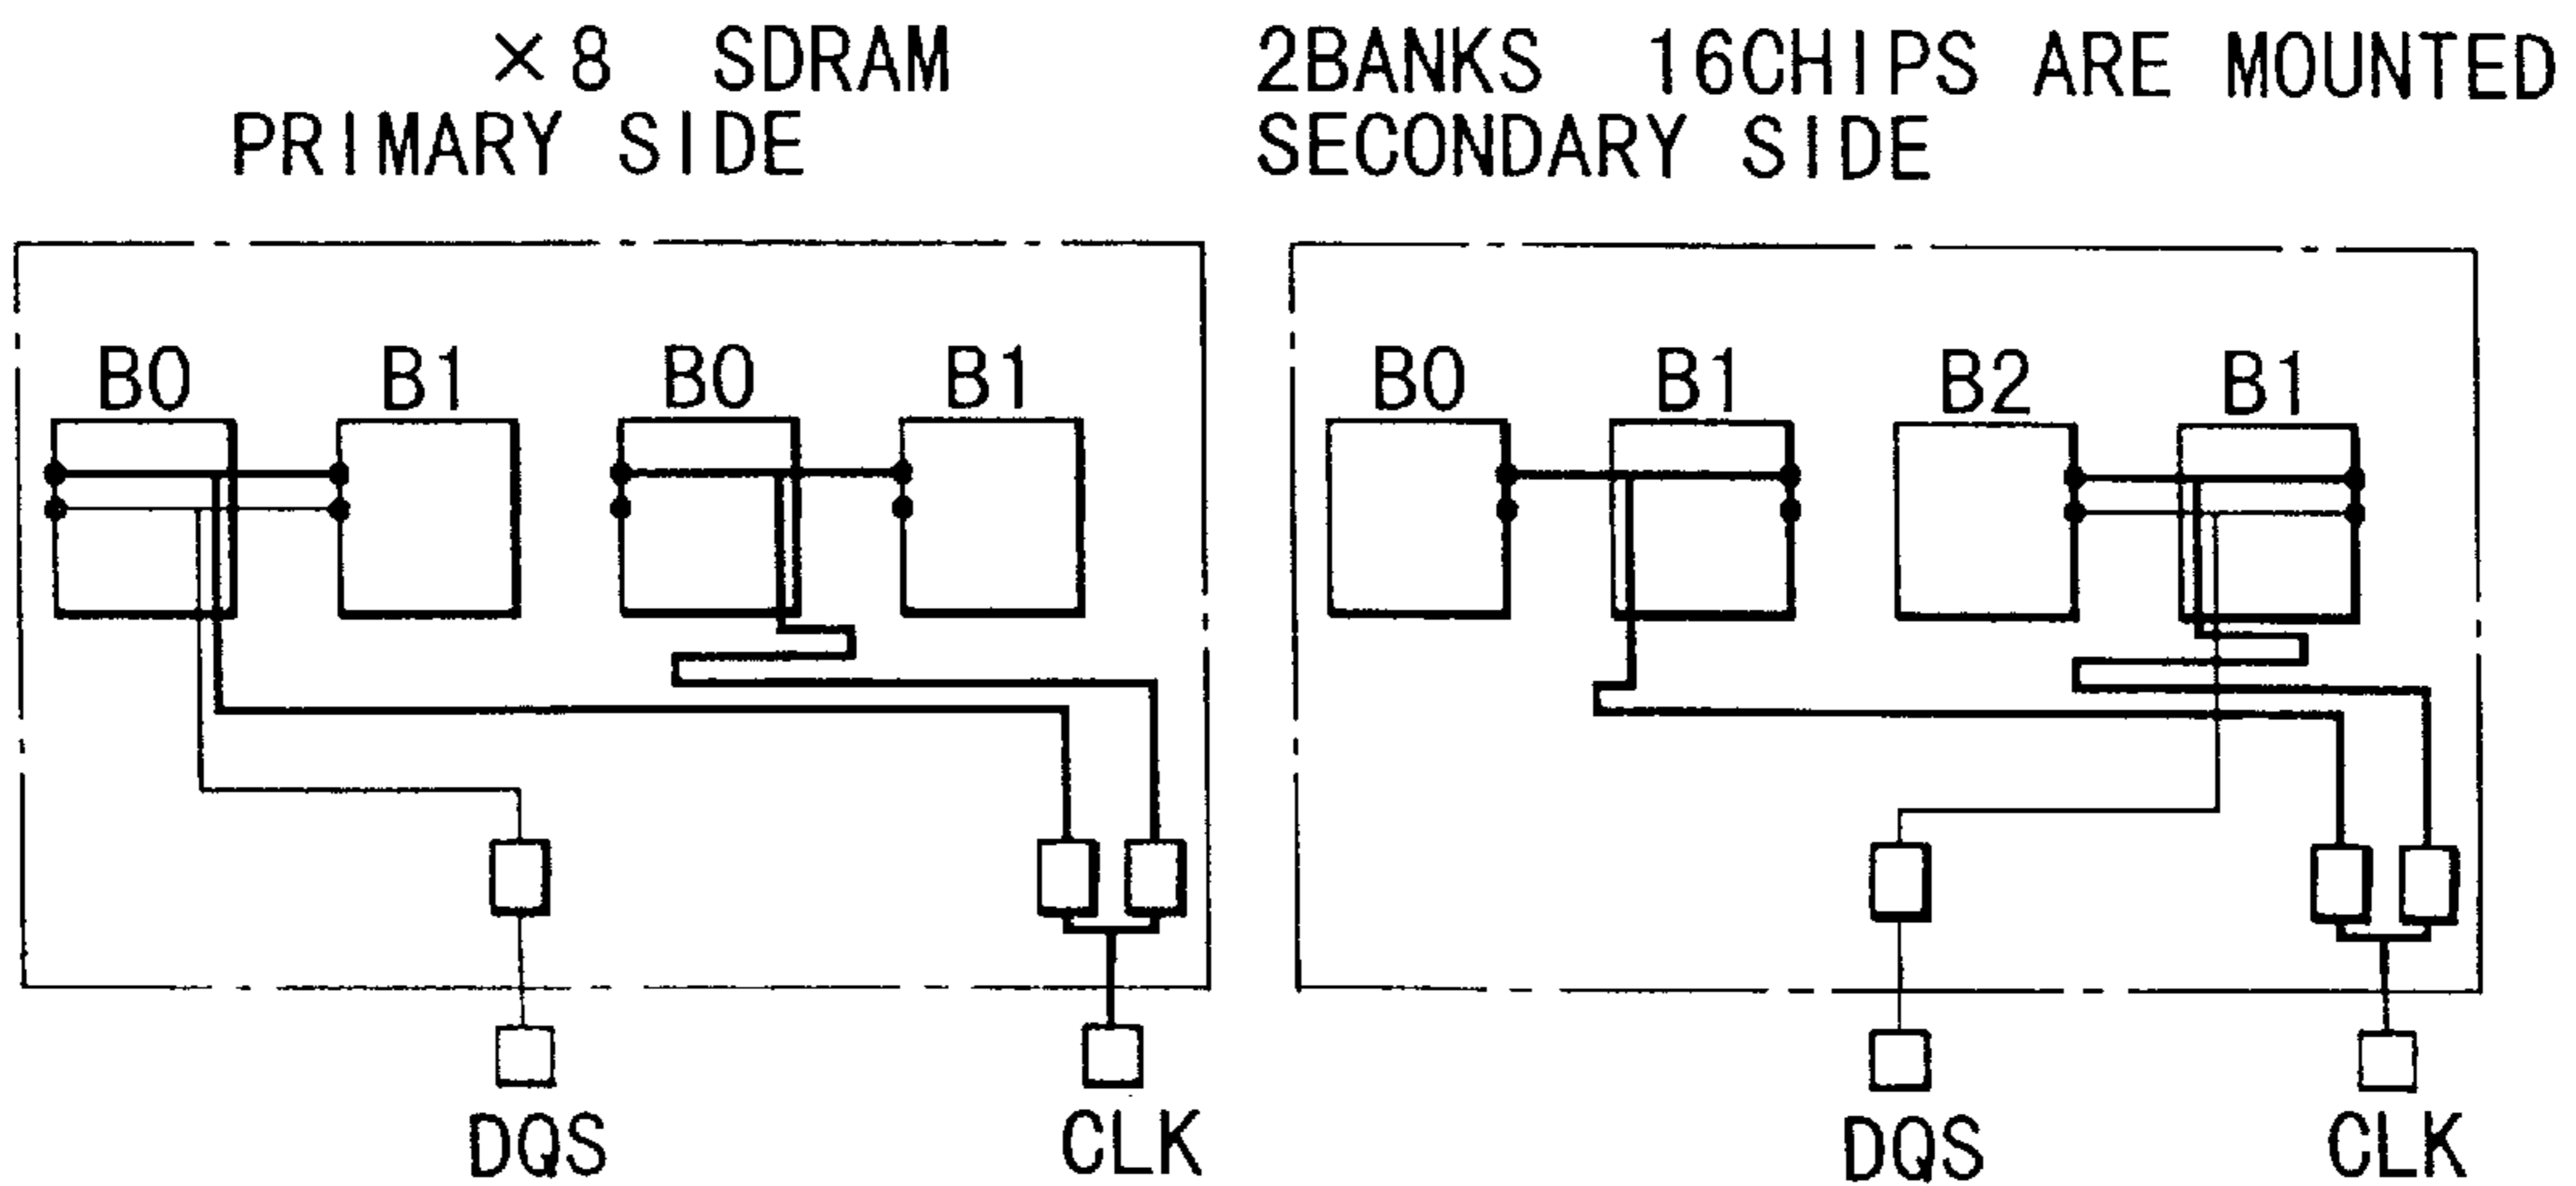 ×8 SDRAM 2BANKS 16CHIPS ARE MOUNTED
PRIMARY SIDE SECONDARY SIDE
B0 B1 B0 B1 B0 B1 B2 B1
DQS CLK DQS CLK